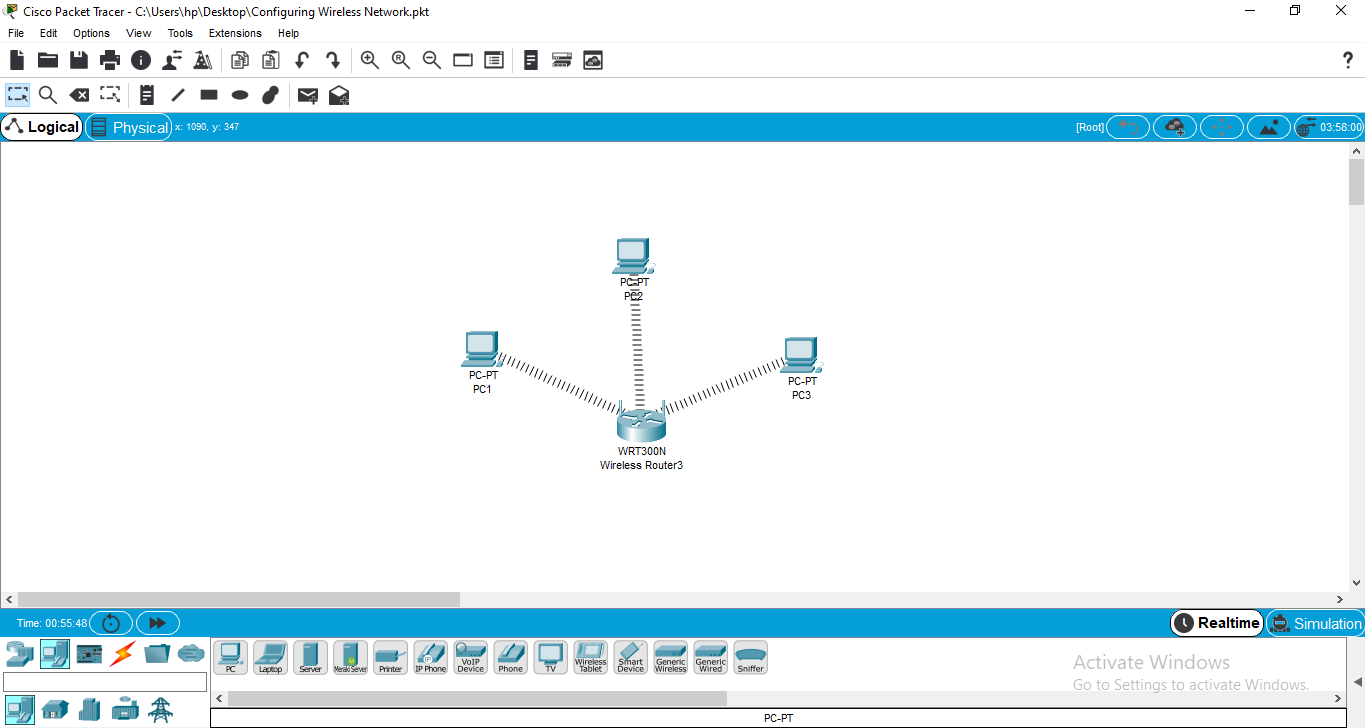 Cisco Packet Tracer - C:\Users\hp\Desktop\Configuring Wireless Network.pkt
File Edit Options View Tools Extensions Help
Logical Physical x: 1090, y: 347 [Root] 03:58:00
PC-PT
PC2
PC-PT
PC1
PC-PT
PC3
WRT300N
Wireless Router3
Time: 00:55:48 Realtime Simulation
PC Laptop Server Meraki Server Printer IP Phone VoIP Device Phone TV Wireless Tablet Smart Device Generic Wireless Generic Wired Sniffer
Activate Windows
Go to Settings to activate Windows.
PC-PT